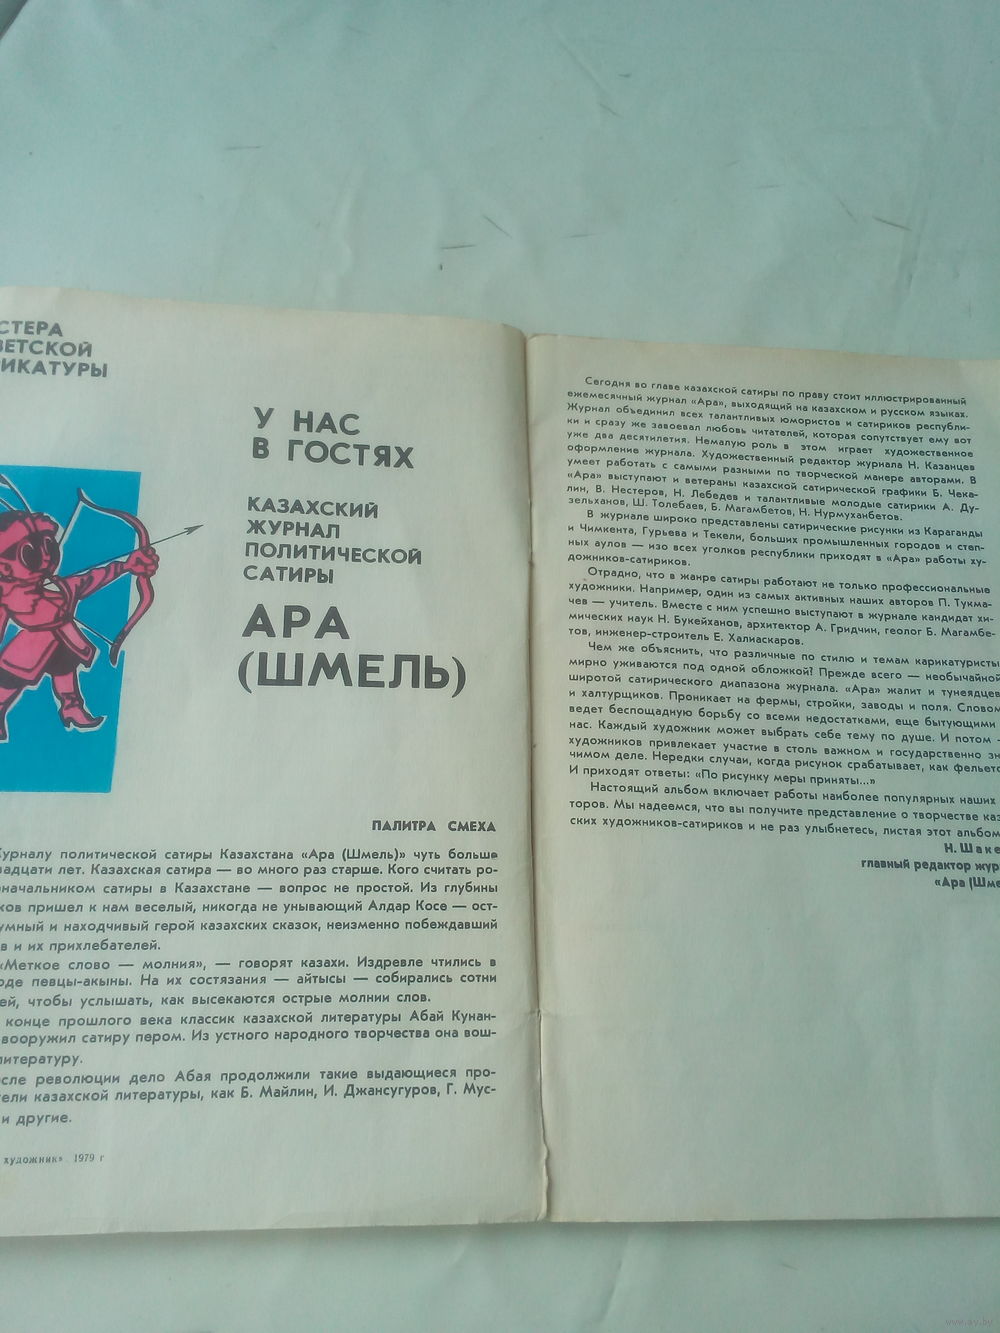 СТЕРА
ВЕТСКОЙ
ИКАТУРЫ
У НАС
В ГОСТЯХ
КАЗАХСКИЙ
ЖУРНАЛ
ПОЛИТИЧЕСКОЙ
САТИРЫ
АРА
(ШМЕЛЬ)
ПАЛИТРА СМЕХА
Журналу политической сатиры Казахстана «Ара (Шмель)» чуть больше
адцати лет. Казахская сатира — во много раз старше. Кого считать ро-
начальником сатиры в Казахстане — вопрос не простой. Из глубины
ков пришел к нам веселый, никогда не унывающий Алдар Косе — ост-
умный и находчивый герой казахских сказок, неизменно побеждавший
в и их прихлебателей.
«Меткое слово — молния», — говорят казахи. Издревле чтились в
оде певцы-акыны. На их состязания — айтысы — собирались сотни
ей, чтобы услышать, как высекаются острые молнии слов.
конце прошлого века классик казахской литературы Абай Кунан-
вооружил сатиру пером. Из устного народного творчества она вош-
литературу.
сле революции дело Абая продолжили такие выдающиеся про-
ели казахской литературы, как Б. Майлин, И. Джансугуров, Г. Мус-
и другие.
художник». 1979 г
Сегодня во главе казахской сатиры по праву стоит иллюстрированный
ежемесячный журнал «Ара», выходящий на казахском и русском языках.
Журнал объединил всех талантливых юмористов и сатириков республи-
ки и сразу же завоевал любовь читателей, которая сопутствует ему вот
уже два десятилетия. Немалую роль в этом играет художественное
оформление журнала. Художественный редактор журнала Н. Казанцев
умеет работать с самыми разными по творческой манере авторами. В
«Ара» выступают и ветераны казахской сатирической графики Б. Чека-
лин, В. Нестеров, Н. Лебедев и талантливые молодые сатирики А. Ду-
зельханов, Ш. Толебаев, Б. Магамбетов, Н. Нурмуханбетов.
В журнале широко представлены сатирические рисунки из Караганды
и Чимкента, Гурьева и Текели, больших промышленных городов и степ-
ных аулов — изо всех уголков республики приходят в «Ара» работы ху-
дожников-сатириков.
Отрадно, что в жанре сатиры работают не только профессиональные
художники. Например, один из самых активных наших авторов П. Тукма-
чев — учитель. Вместе с ним успешно выступают в журнале кандидат хи-
мических наук Н. Букейханов, архитектор А. Гридчин, геолог Б. Магамбе-
тов, инженер-строитель Е. Халиаскаров.
Чем же объяснить, что различные по стилю и темам карикатуристы
мирно уживаются под одной обложкой? Прежде всего — необычайной
широтой сатирического диапазона журнала. «Ара» жалит и тунеядцев
и халтурщиков. Проникает на фермы, стройки, заводы и поля. Словом
ведет беспощадную борьбу со всеми недостатками, еще бытующими
нас. Каждый художник может выбрать себе тему по душе. И потом —
художников привлекает участие в столь важном и государственно зн
чимом деле. Нередки случаи, когда рисунок срабатывает, как фельето
И приходят ответы: «По рисунку меры приняты...»
Настоящий альбом включает работы наиболее популярных наших
торов. Мы надеемся, что вы получите представление о творчестве каз
ских художников-сатириков и не раз улыбнетесь, листая этот альбом
Н. Шаке
главный редактор жур
«Ара (Шме
www.ay.by